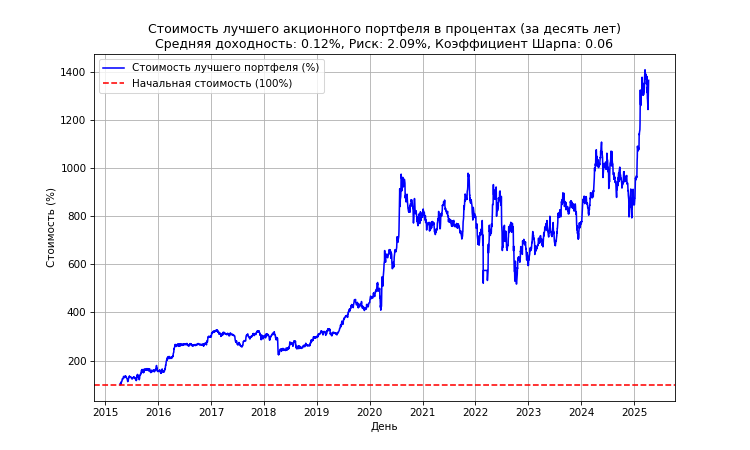 Стоимость лучшего акционного портфеля в процентах (за десять лет)
Средняя доходность: 0.12%, Риск: 2.09%, Коэффициент Шарпа: 0.06
Стоимость лучшего портфеля (%)
Начальная стоимость (100%)
Стоимость (%)
1400
1200
1000
800
600
400
200
2015 2016 2017 2018 2019 2020 2021 2022 2023 2024 2025
День